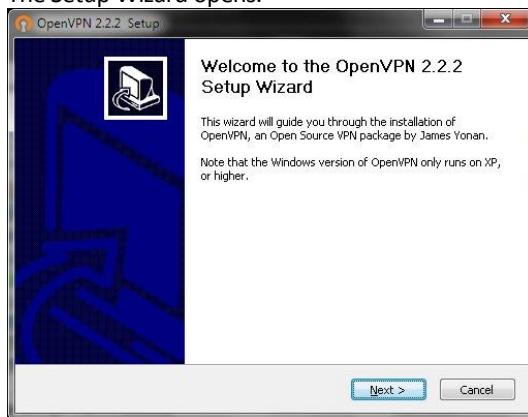 The Setup Wizard opens.
OpenVPN 2.2.2 Setup
Welcome to the OpenVPN 2.2.2
Setup Wizard
This wizard will guide you through the installation of
OpenVPN, an Open Source VPN package by James Yonan.
Note that the Windows version of OpenVPN only runs on XP,
or higher.
Next >
Cancel